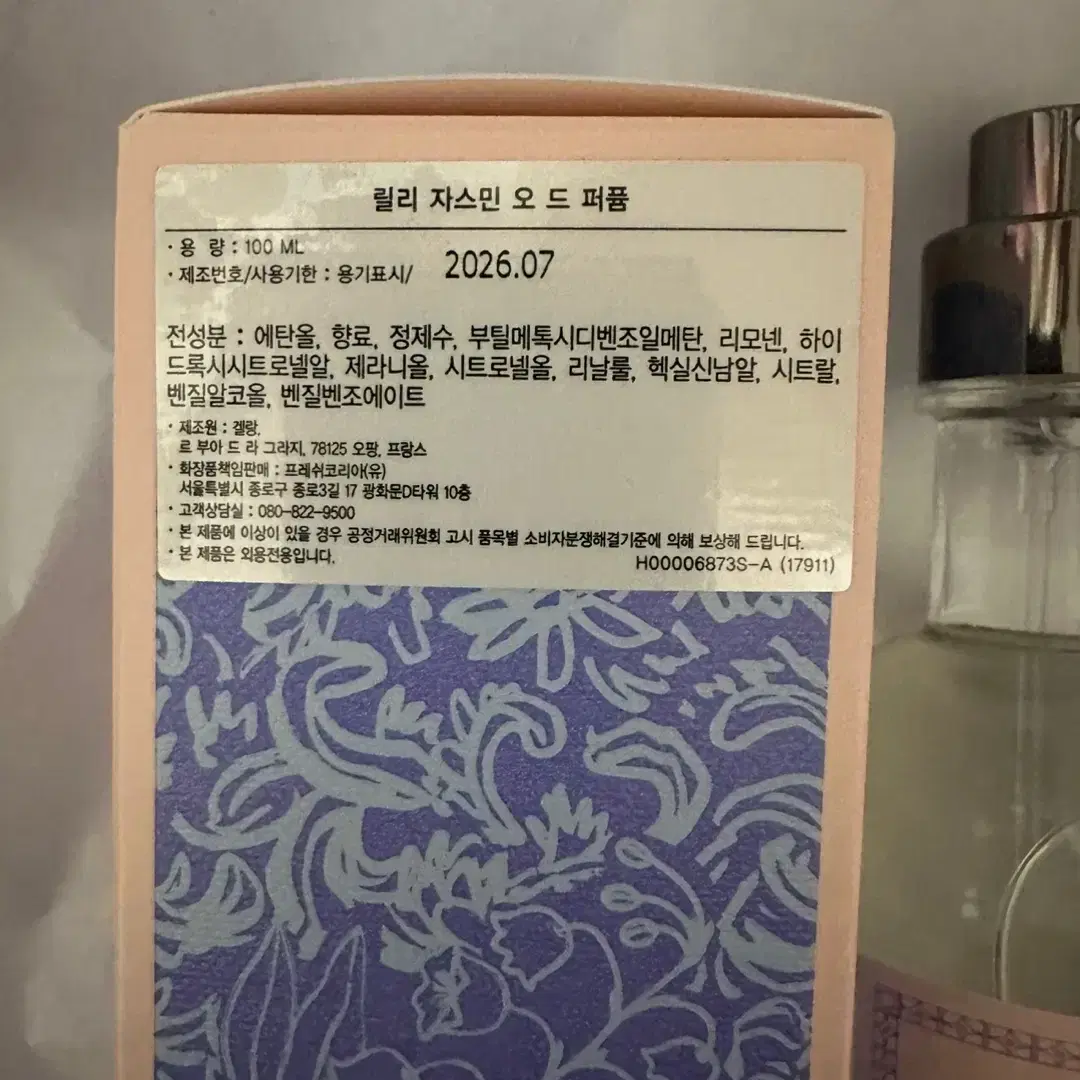 릴리 자스민 오 드 퍼퓸
· 용 량 : 100 ML
· 제조번호/사용기한 : 용기표시/ 2026.07
전성분 : 에탄올, 향료, 정제수, 부틸메톡시디벤조일메탄, 리모넨, 하이
드록시시트로넬알, 제라니올, 시트로넬올, 리날룰, 헥실신남알, 시트랄,
벤질알코올, 벤질벤조에이트
· 제조원 : 겔랑,
르 부아 드 라 그라지, 78125 오팡, 프랑스
· 화장품책임판매 : 프레쉬코리아(유)
서울특별시 종로구 종로3길 17 광화문D타워 10층
· 고객상담실 : 080-822-9500
· 본 제품에 이상이 있을 경우 공정거래위원회 고시 품목별 소비자분쟁해결기준에 의해 보상해 드립니다.
· 본 제품은 외용전용입니다.
H00006873S-A (17911)